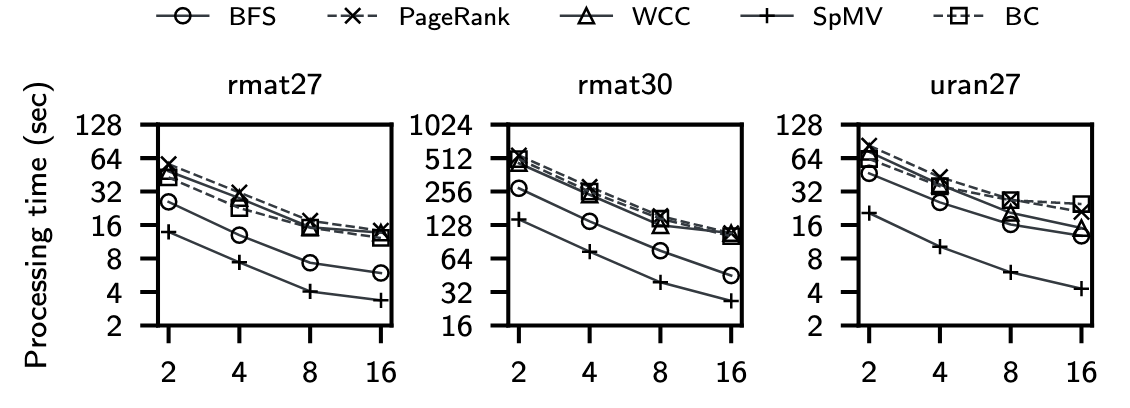 BFS PageRank WCC SpMV BC
rmat27 rmat30 uran27
Processing time (sec)
128 1024 128
64 512 64
32 256 32
16 128 16
8 64 8
4 32 4
2 16 2
2 4 8 16 2 4 8 16 2 4 8 16